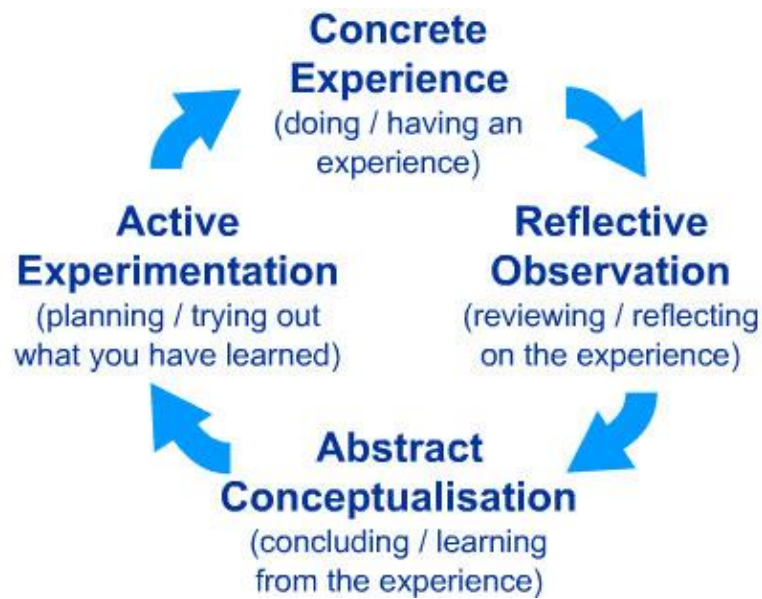 Concrete
Experience
(doing / having an
experience)
Reflective
Observation
(reviewing / reflecting
on the experience)
Abstract
Conceptualisation
(concluding / learning
from the experience)
Active
Experimentation
(planning / trying out
what you have learned)